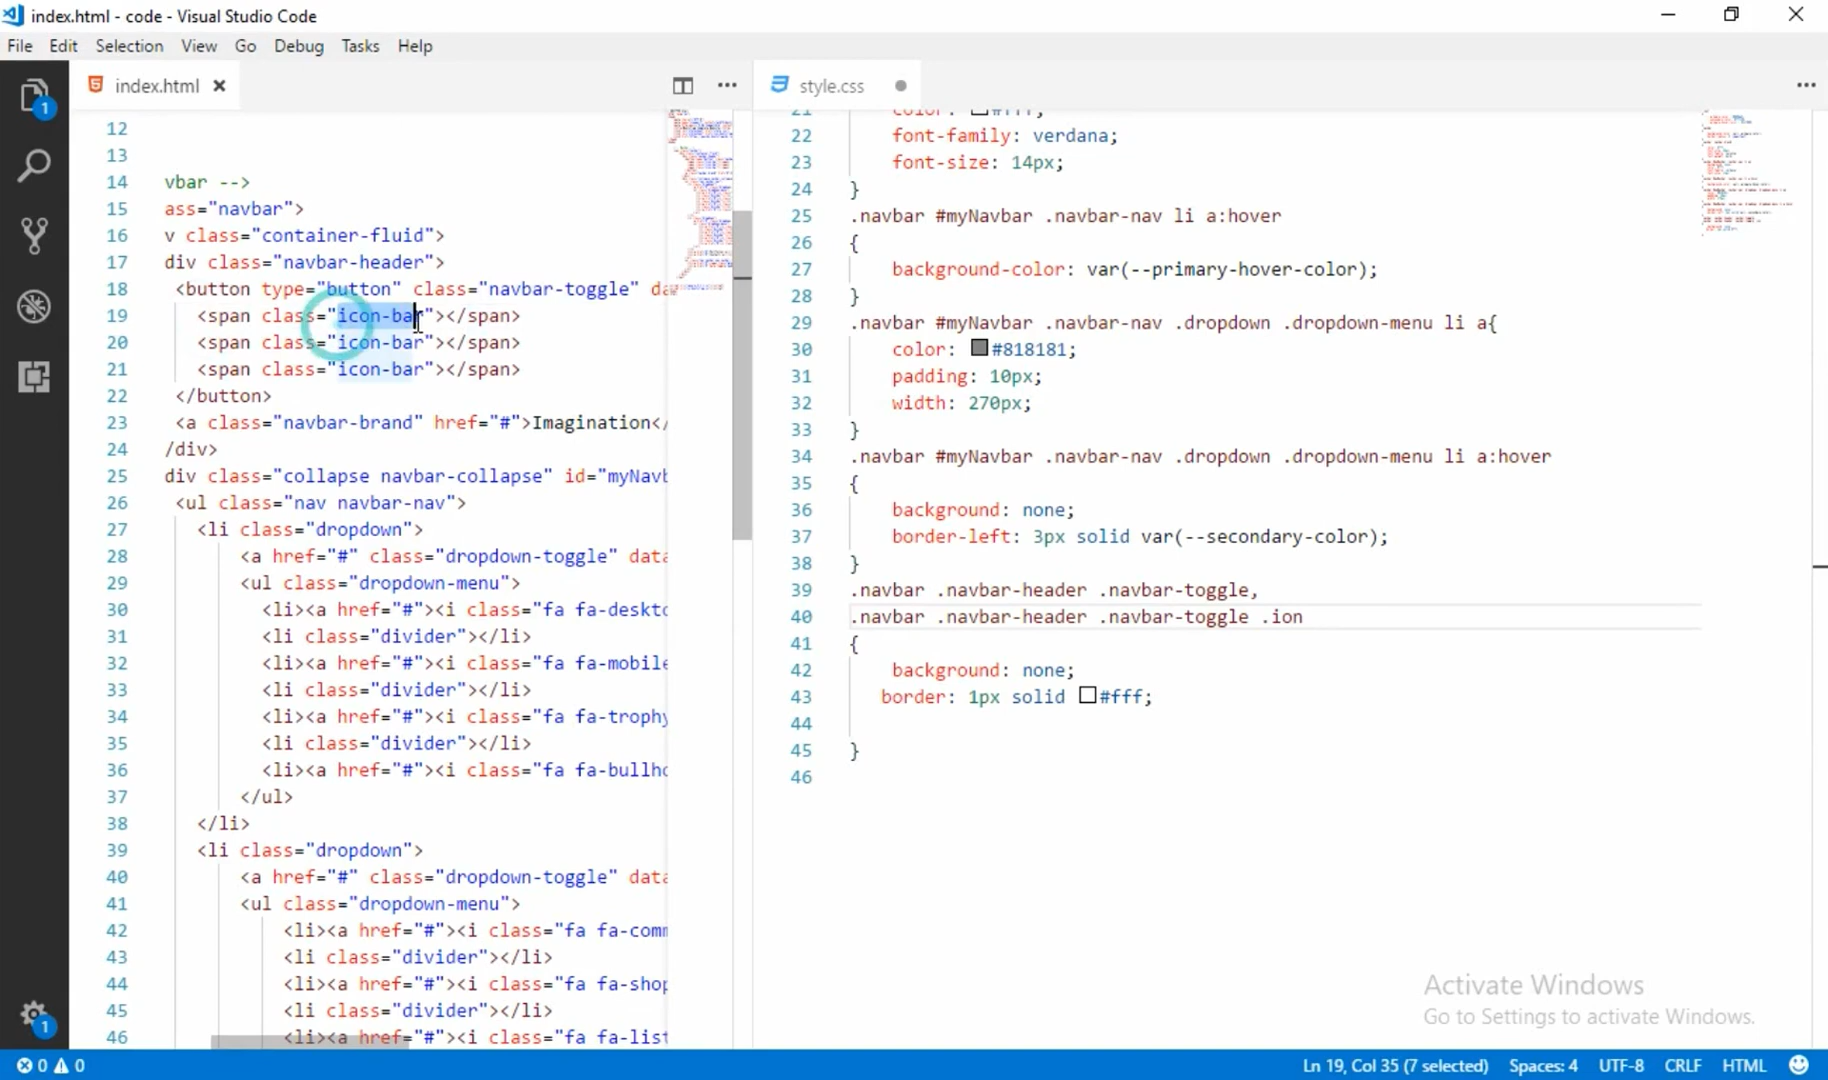 index.html - code - Visual Studio Code
File Edit Selection View Go Debug Tasks Help
1
index.html
style.css
12
13
14 vbar -->
15 ass="navbar">
16 v class="container-fluid">
17 div class="navbar-header">
18 <button type="button" class="navbar-toggle" da
19 <span class="icon-bar"></span>
20 <span class="icon-bar"></span>
21 <span class="icon-bar"></span>
22 </button>
23 <a class="navbar-brand" href="#">Imagination</
24 /div>
25 div class="collapse navbar-collapse" id="myNavb
26 <ul class="nav navbar-nav">
27 <li class="dropdown">
28 <a href="#" class="dropdown-toggle" data
29 <ul class="dropdown-menu">
30 <li><a href="#"><i class="fa fa-deskto
31 <li class="divider"></li>
32 <li><a href="#"><i class="fa fa-mobile
33 <li class="divider"></li>
34 <li><a href="#"><i class="fa fa-trophy
35 <li class="divider"></li>
36 <li><a href="#"><i class="fa fa-bullho
37 </ul>
38 </li>
39 <li class="dropdown">
40 <a href="#" class="dropdown-toggle" data
41 <ul class="dropdown-menu">
42 <li><a href="#"><i class="fa fa-comm
43 <li class="divider"></li>
44 <li><a href="#"><i class="fa fa-shop
45 <li class="divider"></li>
46 <li><a href="#"><i class="fa fa-list
21 color: #fff;
22 font-family: verdana;
23 font-size: 14px;
24 }
25 .navbar #myNavbar .navbar-nav li a:hover
26 {
27 background-color: var(--primary-hover-color);
28 }
29 .navbar #myNavbar .navbar-nav .dropdown .dropdown-menu li a{
30 color: #818181;
31 padding: 10px;
32 width: 270px;
33 }
34 .navbar #myNavbar .navbar-nav .dropdown .dropdown-menu li a:hover
35 {
36 background: none;
37 border-left: 3px solid var(--secondary-color);
38 }
39 .navbar .navbar-header .navbar-toggle,
40 .navbar .navbar-header .navbar-toggle .ion
41 {
42 background: none;
43 border: 1px solid #fff;
44
45 }
46
Activate Windows
Go to Settings to activate Windows.
1
0 0
Ln 19, Col 35 (7 selected) Spaces: 4 UTF-8 CRLF HTML